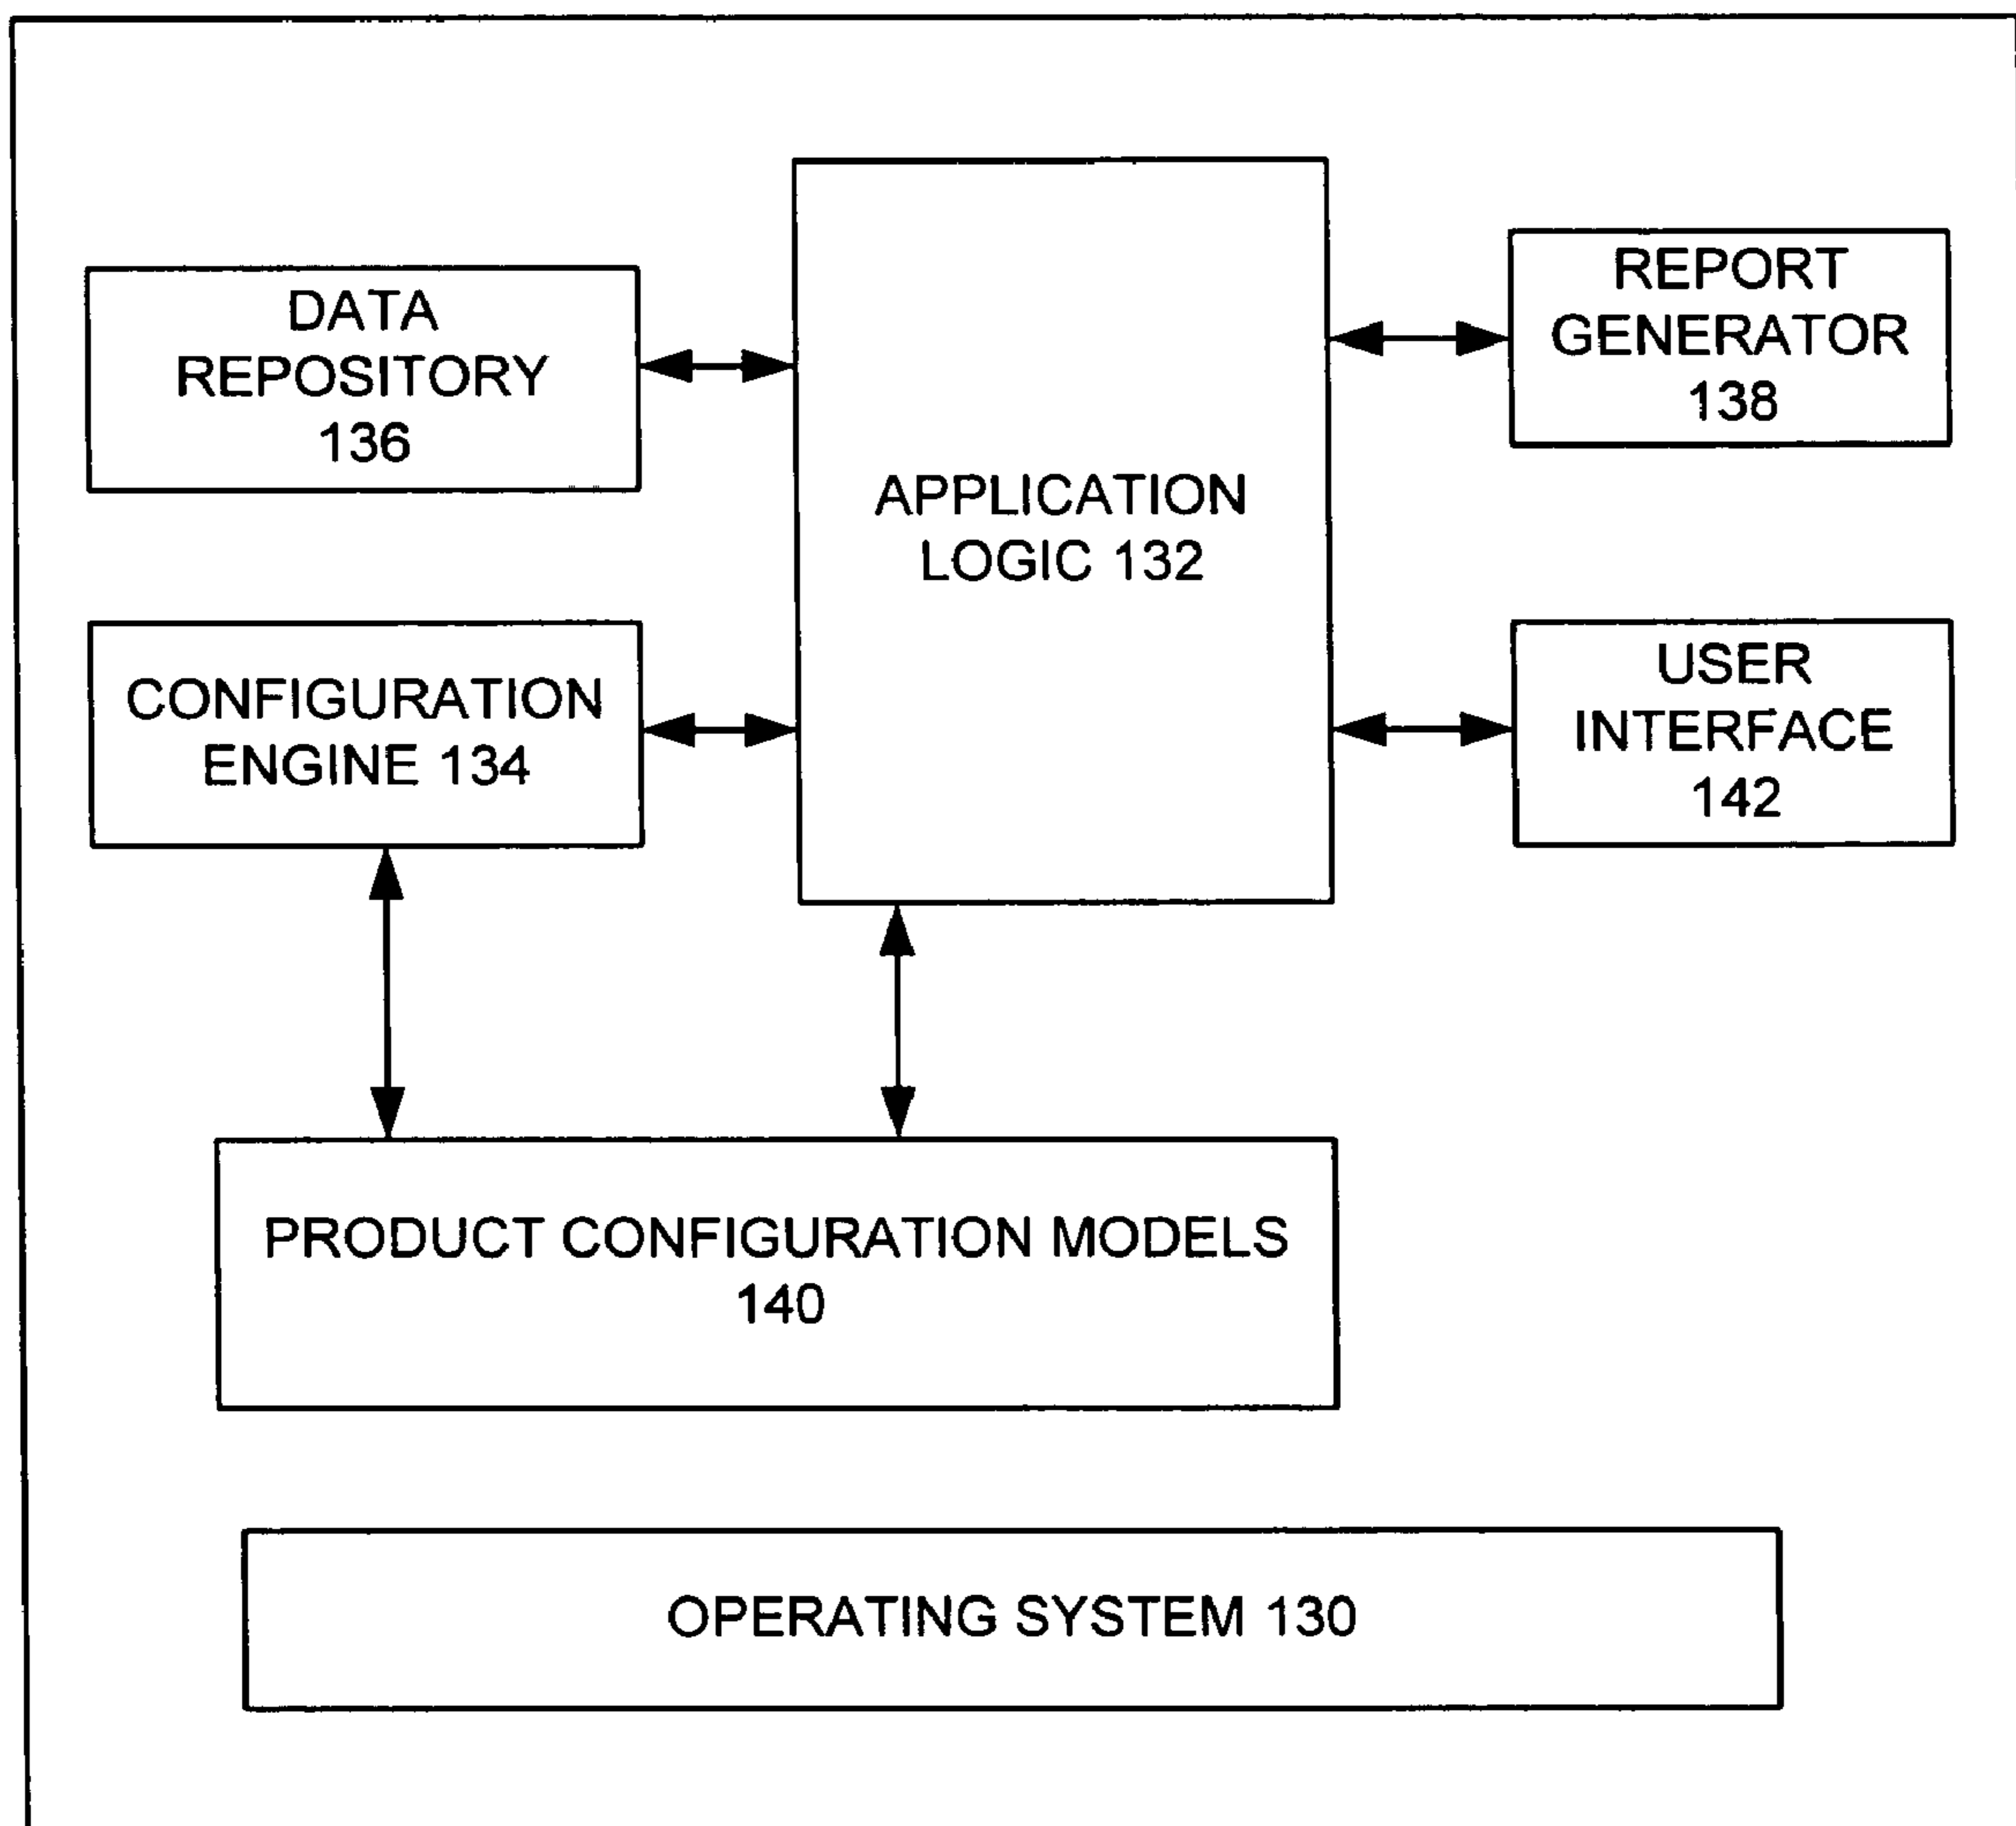 DATA
REPOSITORY
136
APPLICATION
LOGIC 132
REPORT
GENERATOR
138
CONFIGURATION
ENGINE 134
USER
INTERFACE
142
PRODUCT CONFIGURATION MODELS
140
OPERATING SYSTEM 130